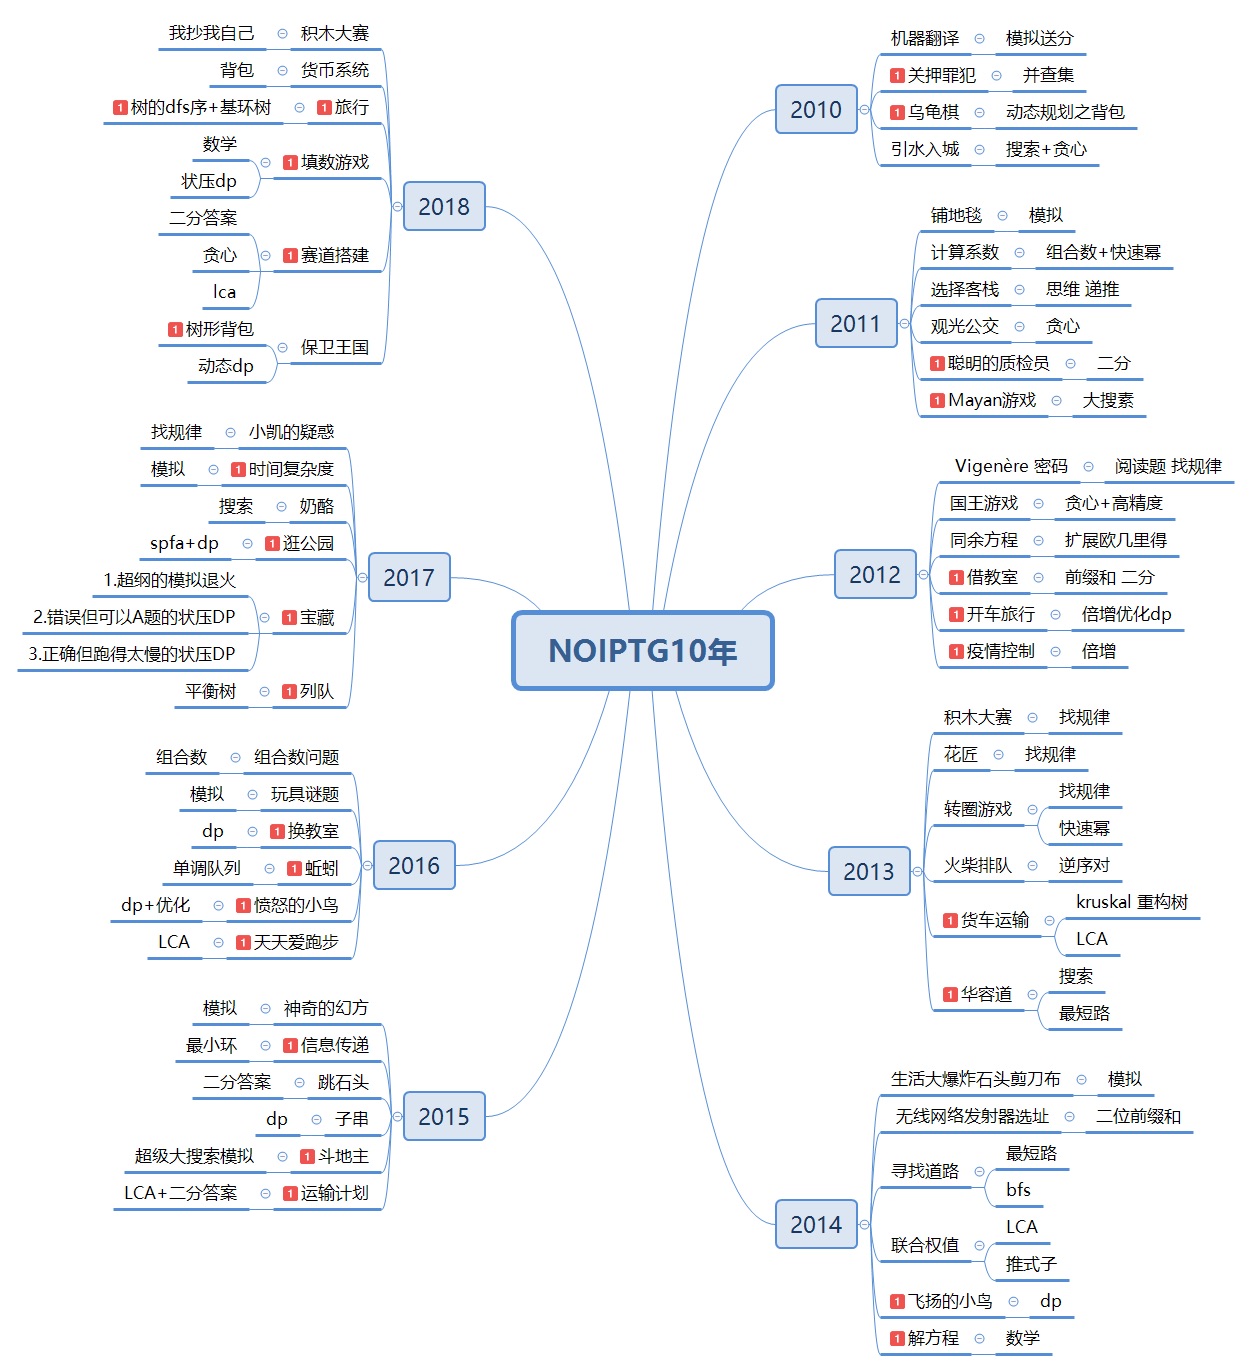 NOIPTG10年
2010
机器翻译 模拟送分
1 关押罪犯 并查集
1 乌龟棋 动态规划之背包
引水入城 搜索+贪心
2011
铺地毯 模拟
计算系数 组合数+快速幂
选择客栈 思维 递推
观光公交 贪心
1 聪明的质检员 二分
1 Mayan游戏 大搜素
2012
Vigenère 密码 阅读题 找规律
国王游戏 贪心+高精度
同余方程 扩展欧几里得
1 借教室 前缀和 二分
1 开车旅行 倍增优化dp
1 疫情控制 倍增
2013
积木大赛 找规律
花匠 找规律
转圈游戏
找规律
快速幂
火柴排队 逆序对
1 货车运输
kruskal 重构树
LCA
1 华容道
搜索
最短路
2014
生活大爆炸石头剪刀布 模拟
无线网络发射器选址 二位前缀和
寻找道路
最短路
bfs
联合权值
LCA
推式子
1 飞扬的小鸟 dp
1 解方程 数学
2018
我抄我自己 积木大赛
背包 货币系统
1 树的dfs序+基环树 1 旅行
数学
状压dp
1 填数游戏
二分答案
贪心
lca
1 赛道搭建
1 树形背包
动态dp
保卫王国
2017
找规律 小凯的疑惑
模拟 1 时间复杂度
搜索 奶酪
spfa+dp 1 逛公园
1.超纲的模拟退火
2.错误但可以A题的状压DP
3.正确但跑得太慢的状压DP
1 宝藏
平衡树 1 列队
2016
组合数 组合数问题
模拟 玩具谜题
dp 1 换教室
单调队列 1 蚯蚓
dp+优化 1 愤怒的小鸟
LCA 1 天天爱跑步
2015
模拟 神奇的幻方
最小环 1 信息传递
二分答案 跳石头
dp 子串
超级大搜索模拟 1 斗地主
LCA+二分答案 1 运输计划